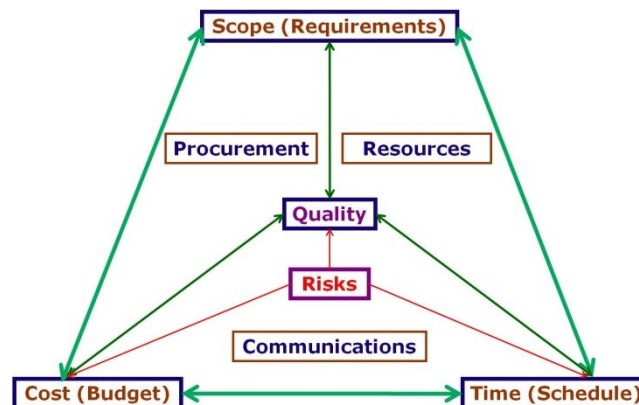 Scope (Requirements)
Procurement
Resources
Quality
Risks
Communications
Cost (Budget)
Time (Schedule)